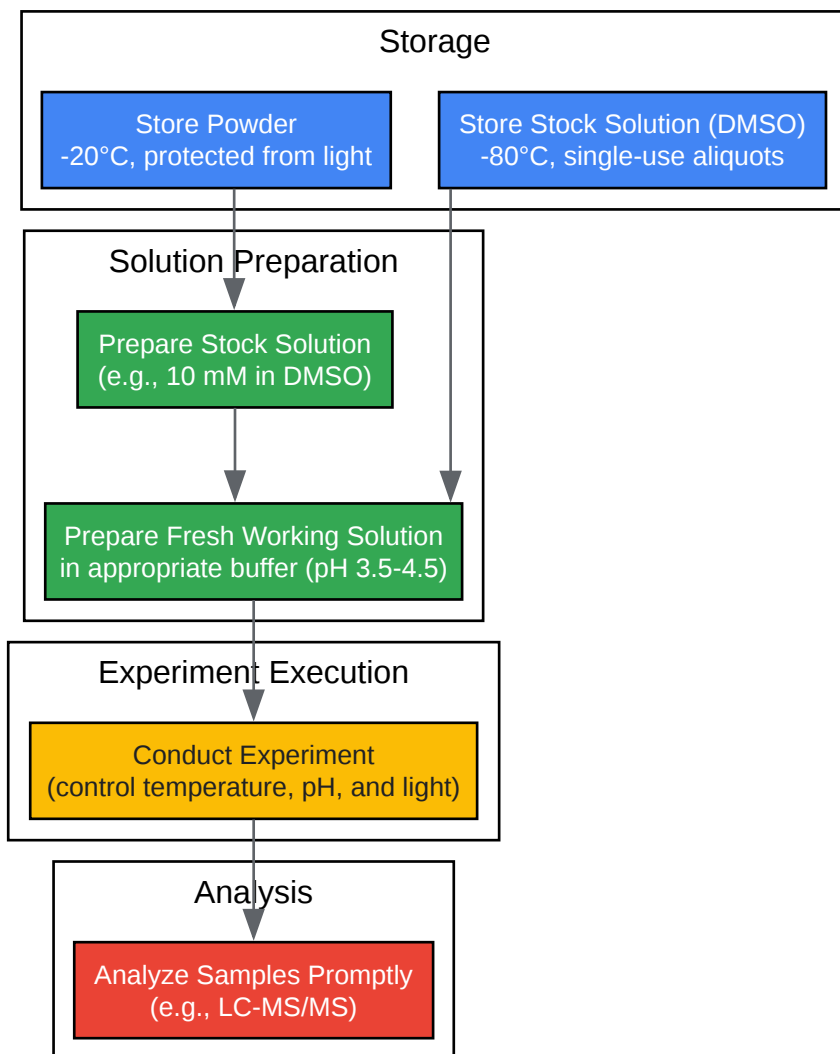 Storage
Store Powder
-20°C, protected from light
Store Stock Solution (DMSO)
-80°C, single-use aliquots
Solution Preparation
Prepare Stock Solution
(e.g., 10 mM in DMSO)
Prepare Fresh Working Solution
in appropriate buffer (pH 3.5-4.5)
Experiment Execution
Conduct Experiment
(control temperature, pH, and light)
Analysis
Analyze Samples Promptly
(e.g., LC-MS/MS)